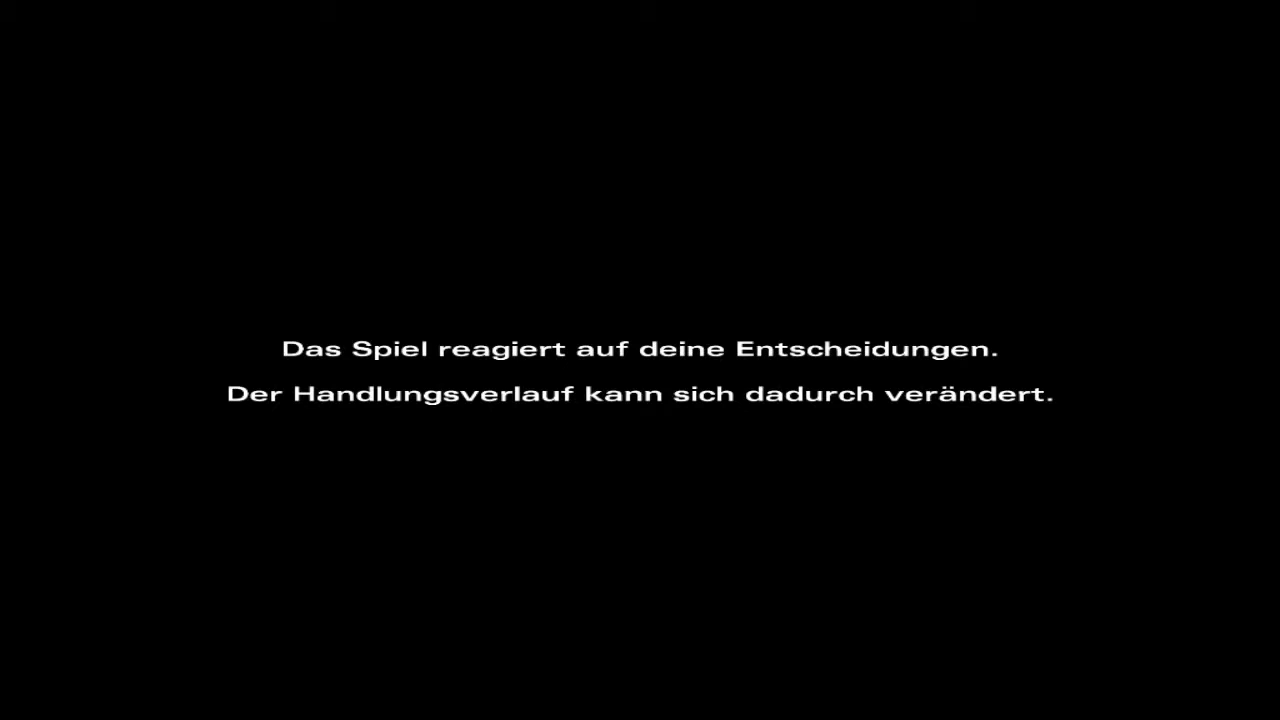 Das Spiel reagiert auf deine Entscheidungen.
Der Handlungsverlauf kann sich dadurch verändert.